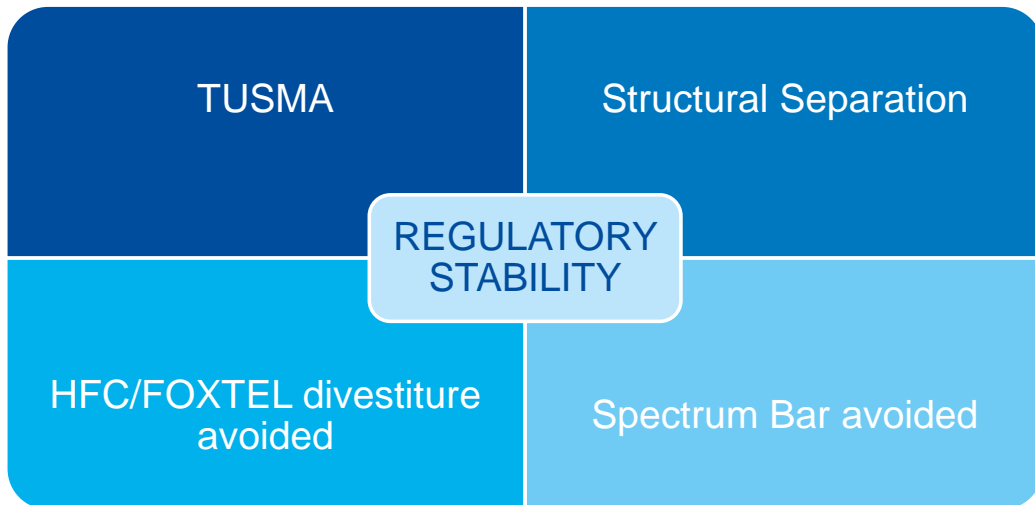 TUSMA
Structural Separation
REGULATORY
STABILITY
HFC/FOXTEL divestiture
avoided
Spectrum Bar avoided